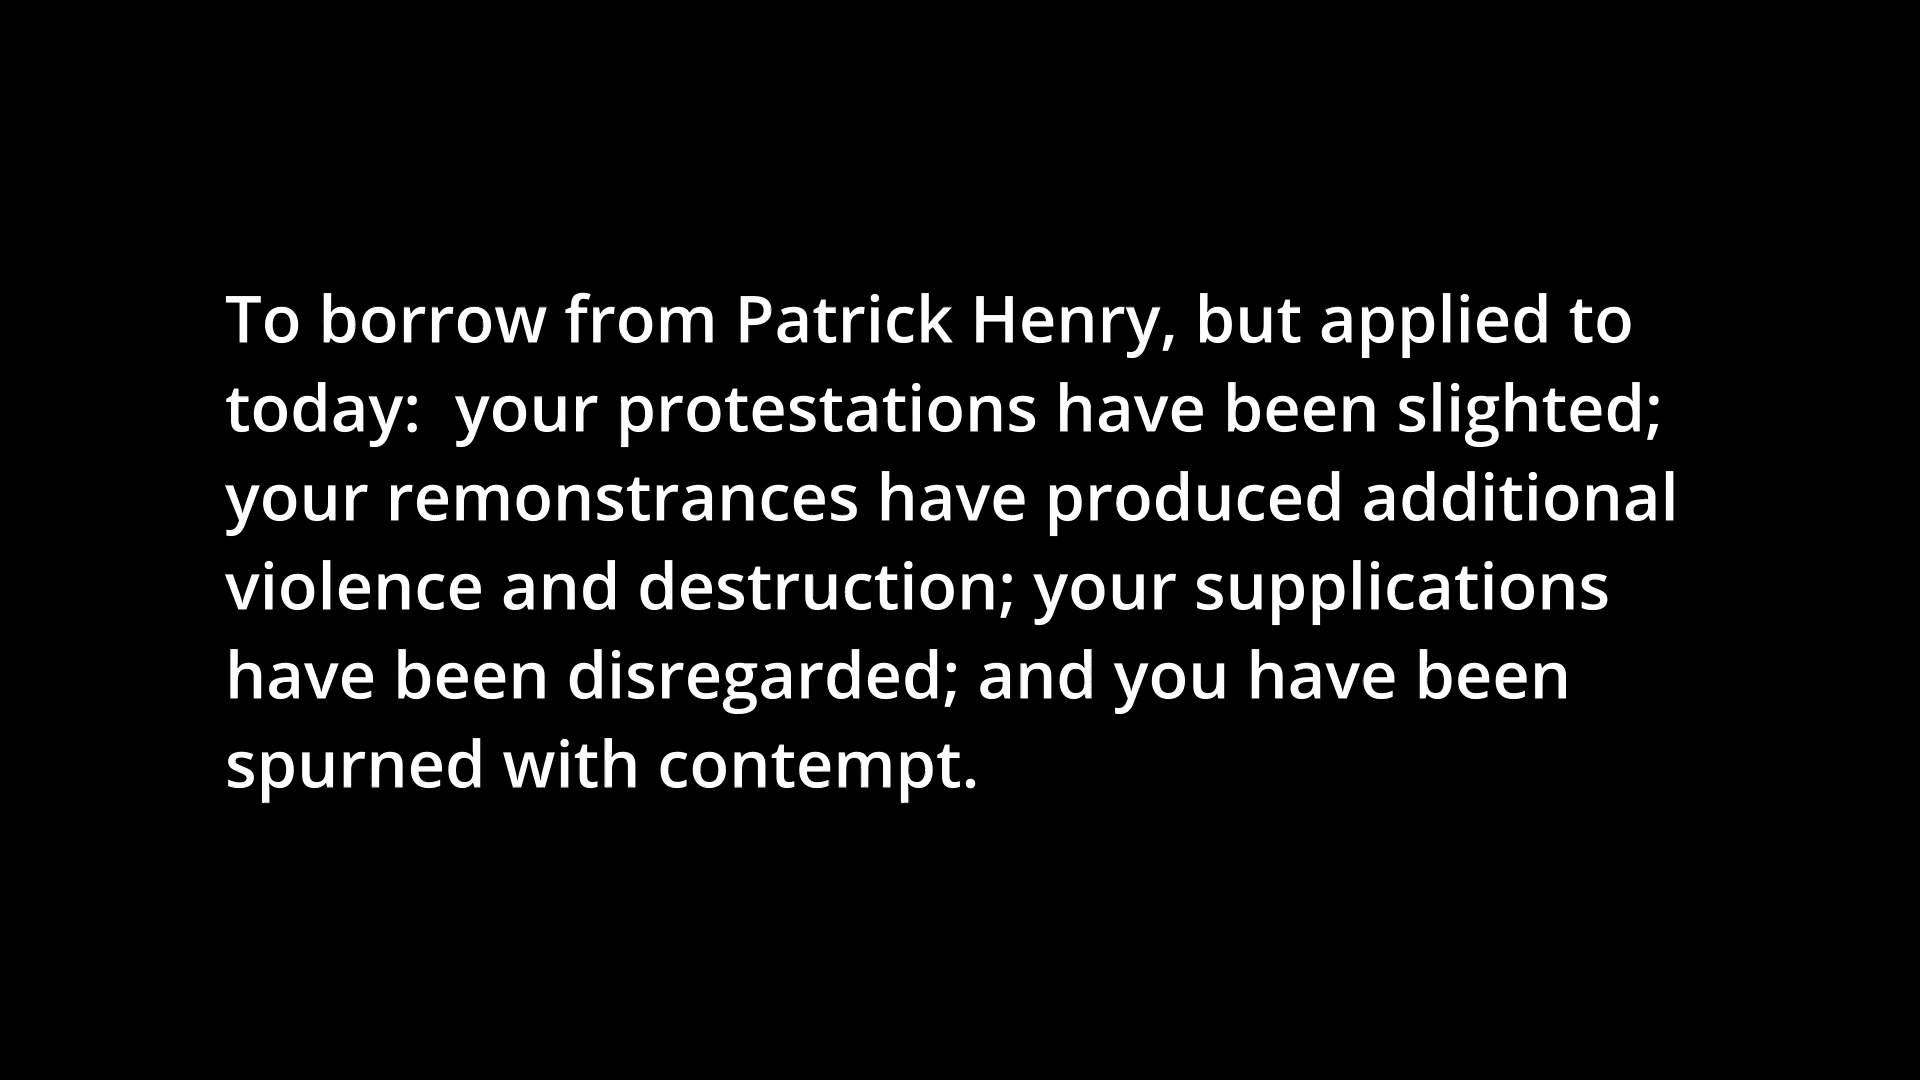 To borrow from Patrick Henry, but applied to
today:  your protestations have been slighted;
your remonstrances have produced additional
violence and destruction; your supplications
have been disregarded; and you have been
spurned with contempt.